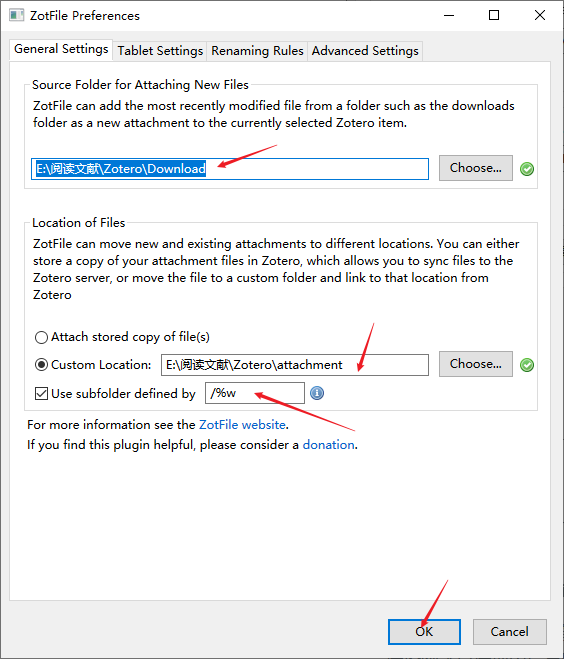 ZotFile Preferences
General Settings Tablet Settings Renaming Rules Advanced Settings
Source Folder for Attaching New Files
ZotFile can add the most recently modified file from a folder such as the downloads
folder as a new attachment to the currently selected Zotero item.
E:\阅读文献\Zotero\Download Choose...
Location of Files
ZotFile can move new and existing attachments to different locations. You can either
store a copy of your attachment files in Zotero, which allows you to sync files to the
Zotero server, or move the file to a custom folder and link to that location from
Zotero
Attach stored copy of file(s)
Custom Location: E:\阅读文献\Zotero\attachment Choose...
Use subfolder defined by /%w
For more information see the ZotFile website.
If you find this plugin helpful, please consider a donation.
OK Cancel